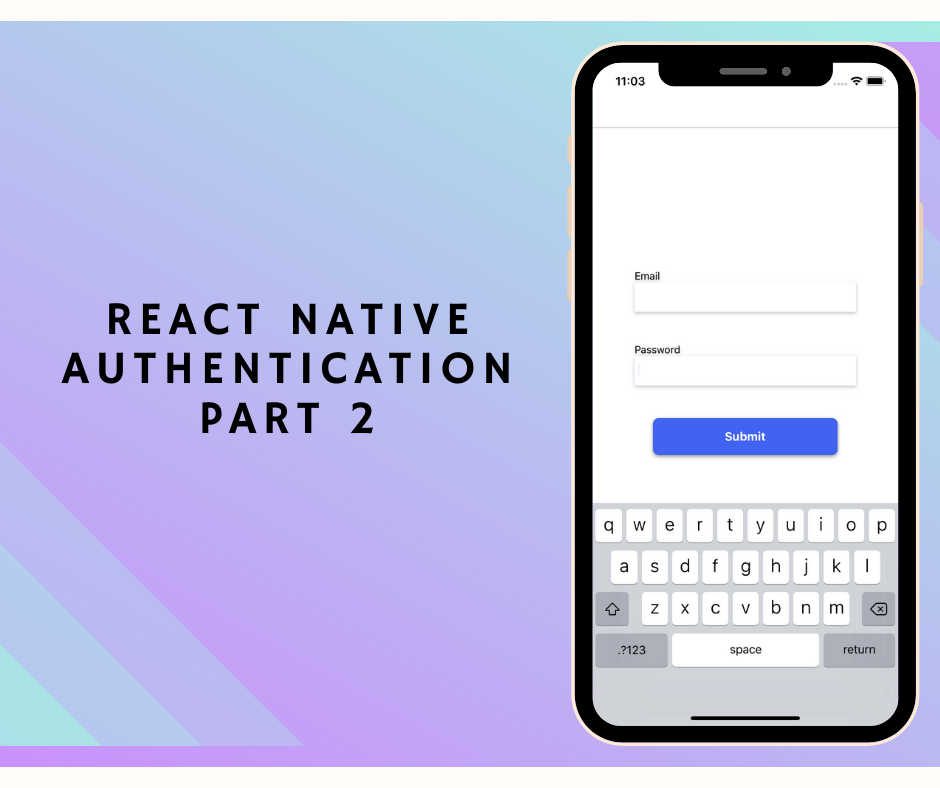 REACT NATIVE
AUTHENTICATION
PART 2
11:03
Email
Password
Submit
q w e r t y u i o p
a s d f g h j k l
z x c v b n m
.?123 space return